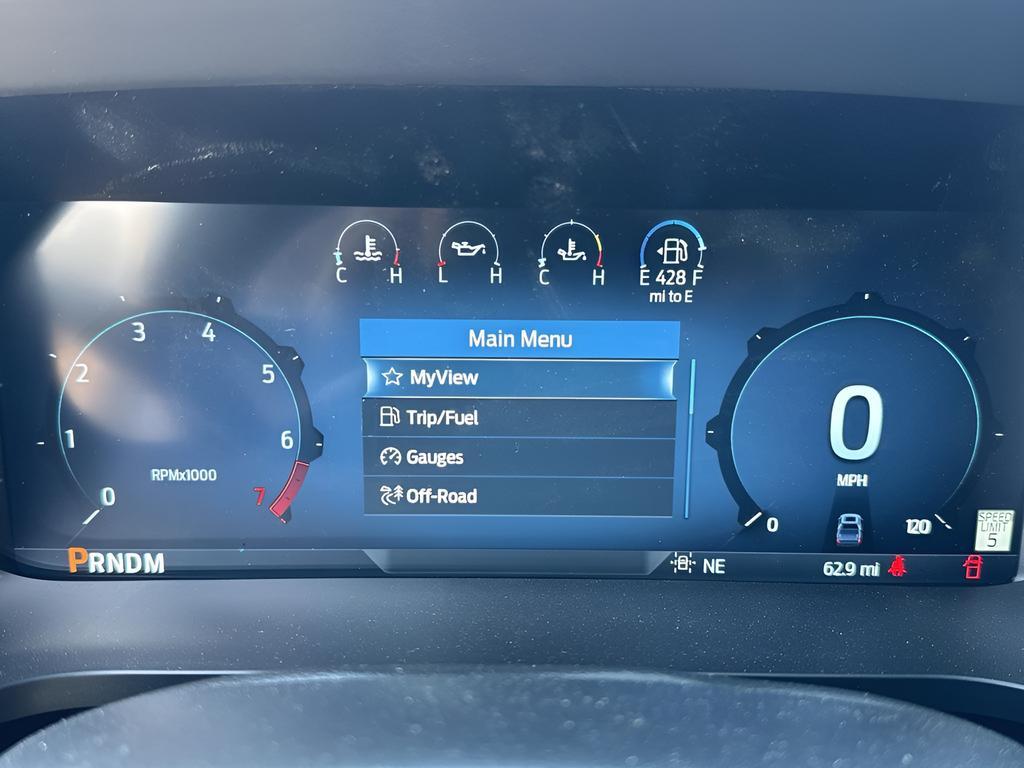 C H
L H
C H
E 428 F
mi to E
Main Menu
MyView
Trip/Fuel
Gauges
Off-Road
0
1
2
3
4
5
6
7
RPMx1000
0
MPH
0
120
SPEED
LIMIT
5
PRNDM
NE
62.9 mi